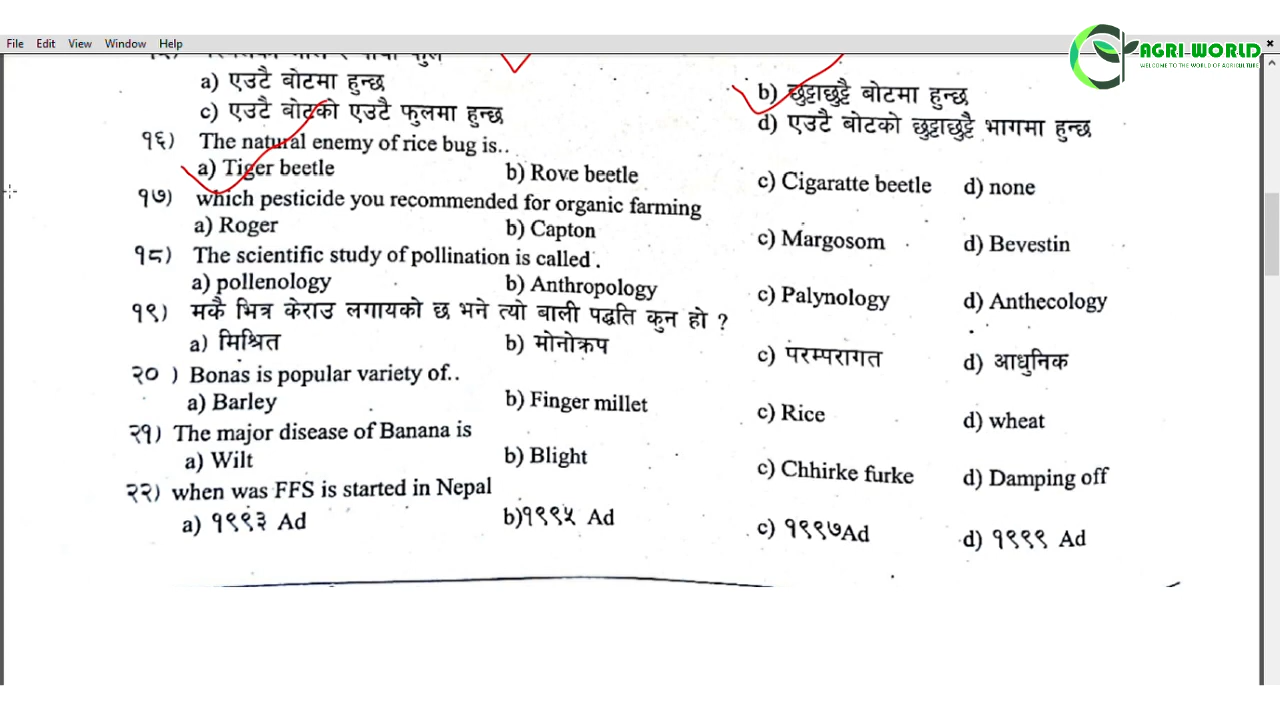 File Edit View Window Help
AGRI WORLD
WELCOME TO THE WORLD OF AGRICULTURE
a) एउटै बोटमा हुन्छ b) छुट्टाछुट्टै बोटमा हुन्छ
c) एउटै बोटको एउटै फुलमा हुन्छ d) एउटै बोटको छुट्टाछुट्टै भागमा हुन्छ
१६) The natural enemy of rice bug is..
a) Tiger beetle b) Rove beetle c) Cigaratte beetle d) none
१७) which pesticide you recommended for organic farming
a) Roger b) Capton c) Margosom d) Bevestin
१८) The scientific study of pollination is called .
a) pollenology b) Anthropology c) Palynology d) Anthecology
१९) मकै भित्र केराउ लगायको छ भने त्यो बाली पद्धति कुन हो ?
a) मिश्रित b) मोनोक्रप c) परम्परागत d) आधुनिक
२० ) Bonas is popular variety of..
a) Barley b) Finger millet c) Rice d) wheat
२१) The major disease of Banana is
a) Wilt b) Blight c) Chhirke furke d) Damping off
२२) when was FFS is started in Nepal
a) १९९३ Ad b)१९९५ Ad c) १९९७Ad d) १९९९ Ad